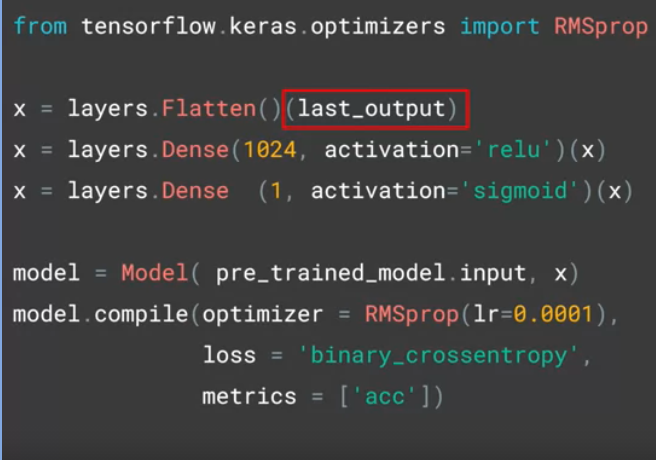 from tensorflow.keras.optimizers import RMSprop
x = layers.Flatten()(last_output)
x = layers.Dense(1024, activation='relu')(x)
x = layers.Dense  (1, activation='sigmoid')(x)
model = Model( pre_trained_model.input, x)
model.compile(optimizer = RMSprop(lr=0.0001),
              loss = 'binary_crossentropy',
              metrics = ['acc'])